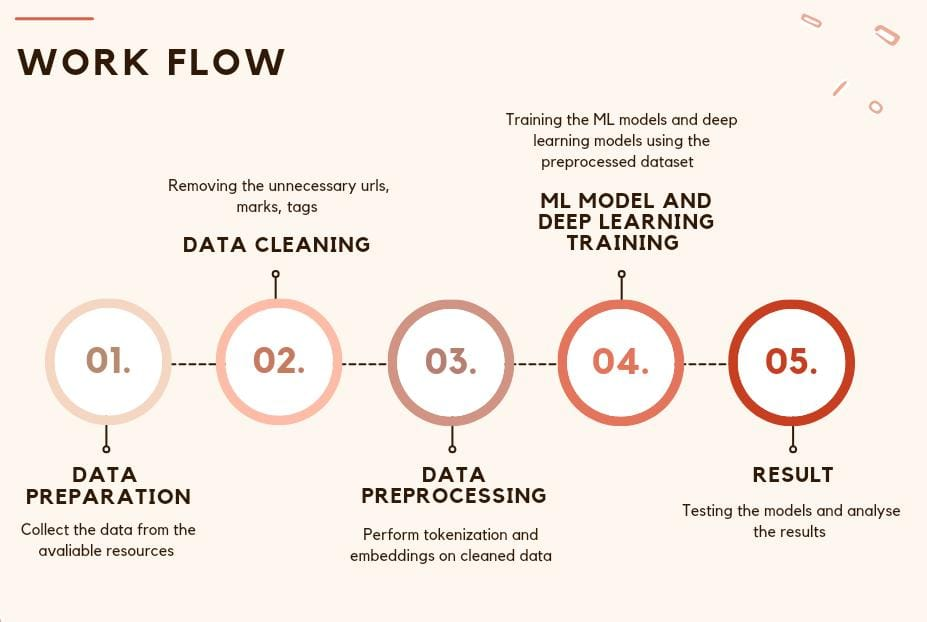 WORK FLOW
01.
DATA
PREPARATION
Collect the data from the
avaliable resources
Removing the unnecessary urls,
marks, tags
DATA CLEANING
02.
03.
DATA
PREPROCESSING
Perform tokenization and
embeddings on cleaned data
Training the ML models and deep
learning models using the
preprocessed dataset
ML MODEL AND
DEEP LEARNING
TRAINING
04.
05.
RESULT
Testing the models and analyse
the results